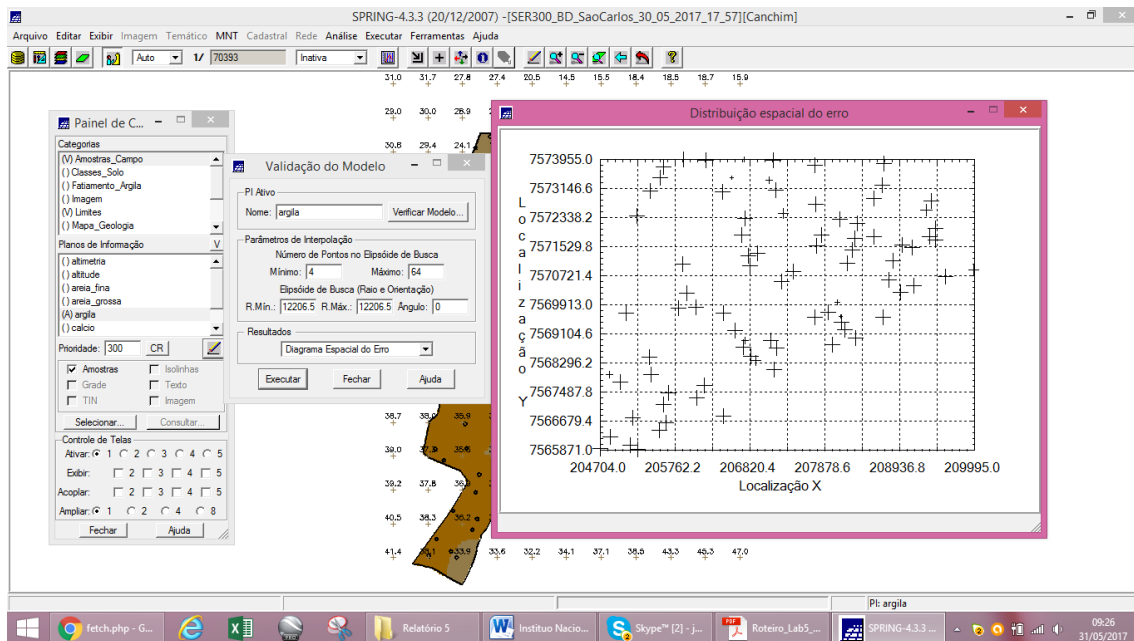 SPRING-4.3.3 (20/12/2007) -[SER300_BD_SaoCarlos_30_05_2017_17_57][Canchim]
Arquivo Editar Exibir Imagem Temático MNT Cadastral Rede Análise Executar Ferramentas Ajuda
Auto 1/ 70393 Inativa
31.0 31.7 27.8 27.4 20.5 14.5 15.5 18.4 18.5 18.7 15.9
29.0 30.0 28.9
30.8 29.4 24.1
Painel de C...
Categorias
(V) Amostras_Campo
( ) Classes_Solo
( ) Fatiamento_Argila
( ) Imagem
(V) Limites
( ) Mapa_Geologia
Planos de Informação V
( ) altimetria
( ) altitude
( ) areia_fina
( ) areia_grossa
(A) argila
( ) calcio
Prioridade: 300 CR
Amostras Isolinhas
Grade Texto
TIN Imagem
Selecionar... Consultar...
Controle de Telas
Ativar: 1 2 3 4 5
Exibir: 2 3 4 5
Acoplar: 2 3 4 5
Ampliar: 1 2 4 8
Fechar Ajuda
Validação do Modelo
PI Ativo
Nome: argila Verificar Modelo...
Parâmetros de Interpolação
Número de Pontos no Elipsóide de Busca
Mínimo: 4 Máximo: 64
Elipsóide de Busca (Raio e Orientação)
R.Mín.: 12206.5 R.Máx.: 12206.5 Angulo: 0
Resultados
Diagrama Espacial do Erro
Executar Fechar Ajuda
Distribuição espacial do erro
Localização Y
7573955.0
7573146.6
7572338.2
7571529.8
7570721.4
7569913.0
7569104.6
7568296.2
7567487.8
7566679.4
7565871.0
204704.0 205762.2 206820.4 207878.6 208936.8 209995.0
Localização X
38.7 38.0 35.9
39.0
39.2 37.8
40.5 38.3 36.2
41.4 33.9 33.6 32.2 34.1 37.1 38.6 43.3 45.3 47.0
PI: argila
fetch.php - G...
Relatório 5
Instituo Nacio...
Skype™ [2] - j...
Roteiro_Lab5_...
SPRING-4.3.3 ...
09:26
31/05/2017